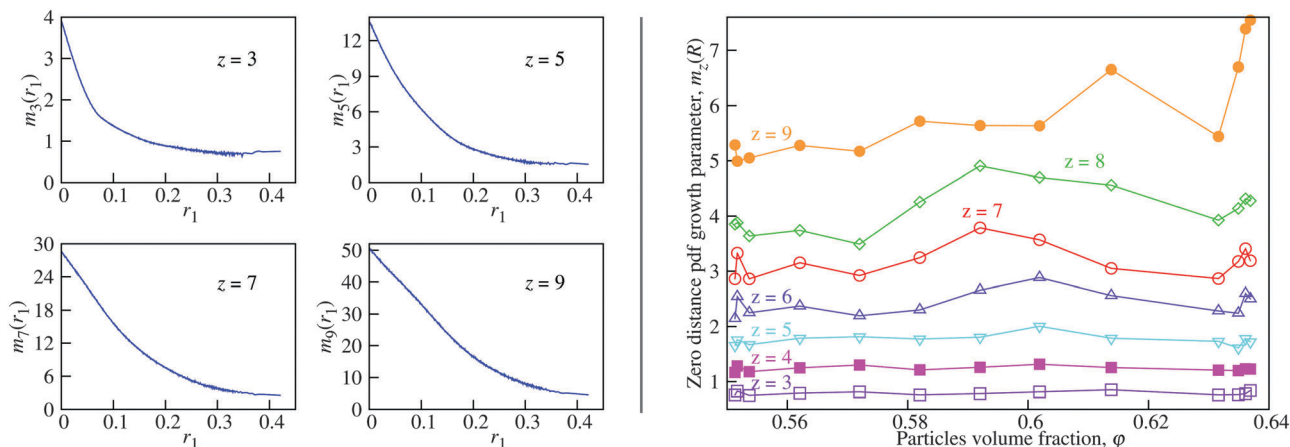 4
3
2
1
0
m3(r1)
z = 3
0 0.1 0.2 0.3 0.4
r1
12
9
6
3
0
m5(r1)
z = 5
0 0.1 0.2 0.3 0.4
r1
30
24
18
12
6
0
m7(r1)
z = 7
0 0.1 0.2 0.3 0.4
r1
50
40
30
20
10
0
m9(r1)
z = 9
0 0.1 0.2 0.3 0.4
r1
Zero distance pdf growth parameter, mz(R)
7
6
5
4
3
2
1
z = 9
z = 8
z = 7
z = 6
z = 5
z = 4
z = 3
0.56 0.58 0.6 0.62 0.64
Particles volume fraction, φ